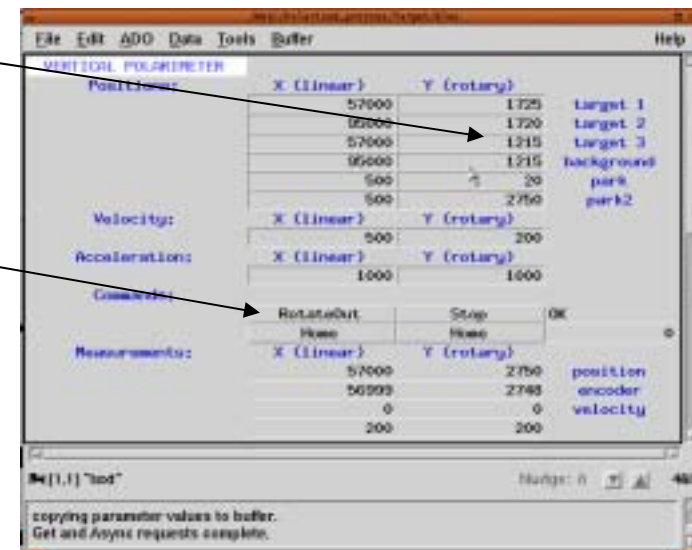 File Edit ADO Data Tools Buffer Help
VERTICAL POLARIMETER
Positions: X (linear) Y (rotary)
57000 1725 target 1
95000 1720 target 2
57000 1215 target 3
95000 1215 background
500 20 park
500 2750 park2
Velocity: X (linear) Y (rotary)
500 200
Acceleration: X (linear) Y (rotary)
1000 1000
Commands:
RotateOut Stop OK
Home Home 0
Measurements: X (linear) Y (rotary)
57000 2750 position
56999 2748 encoder
0 0 velocity
200 200
[1,1]
Nudge:
copying parameter values to buffer.
Get and Async requests complete.